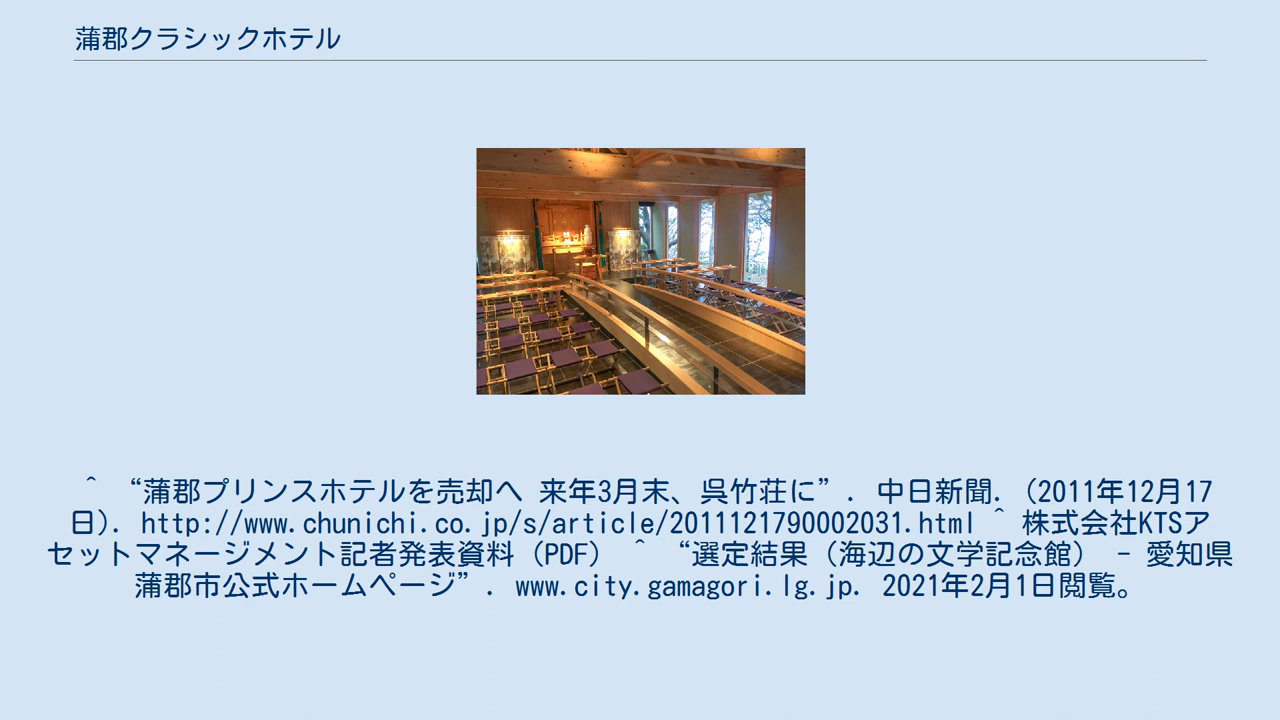 蒲郡クラシックホテル
^ “蒲郡プリンスホテルを売却へ 来年3月末、呉竹荘に”. 中日新聞. (2011年12月17
日). http://www.chunichi.co.jp/s/article/2011121790002031.html ^ 株式会社KTSア
セットマネージメント記者発表資料（PDF） ^ “選定結果（海辺の文学記念館） - 愛知県
蒲郡市公式ホームページ”. www.city.gamagori.lg.jp. 2021年2月1日閲覧。